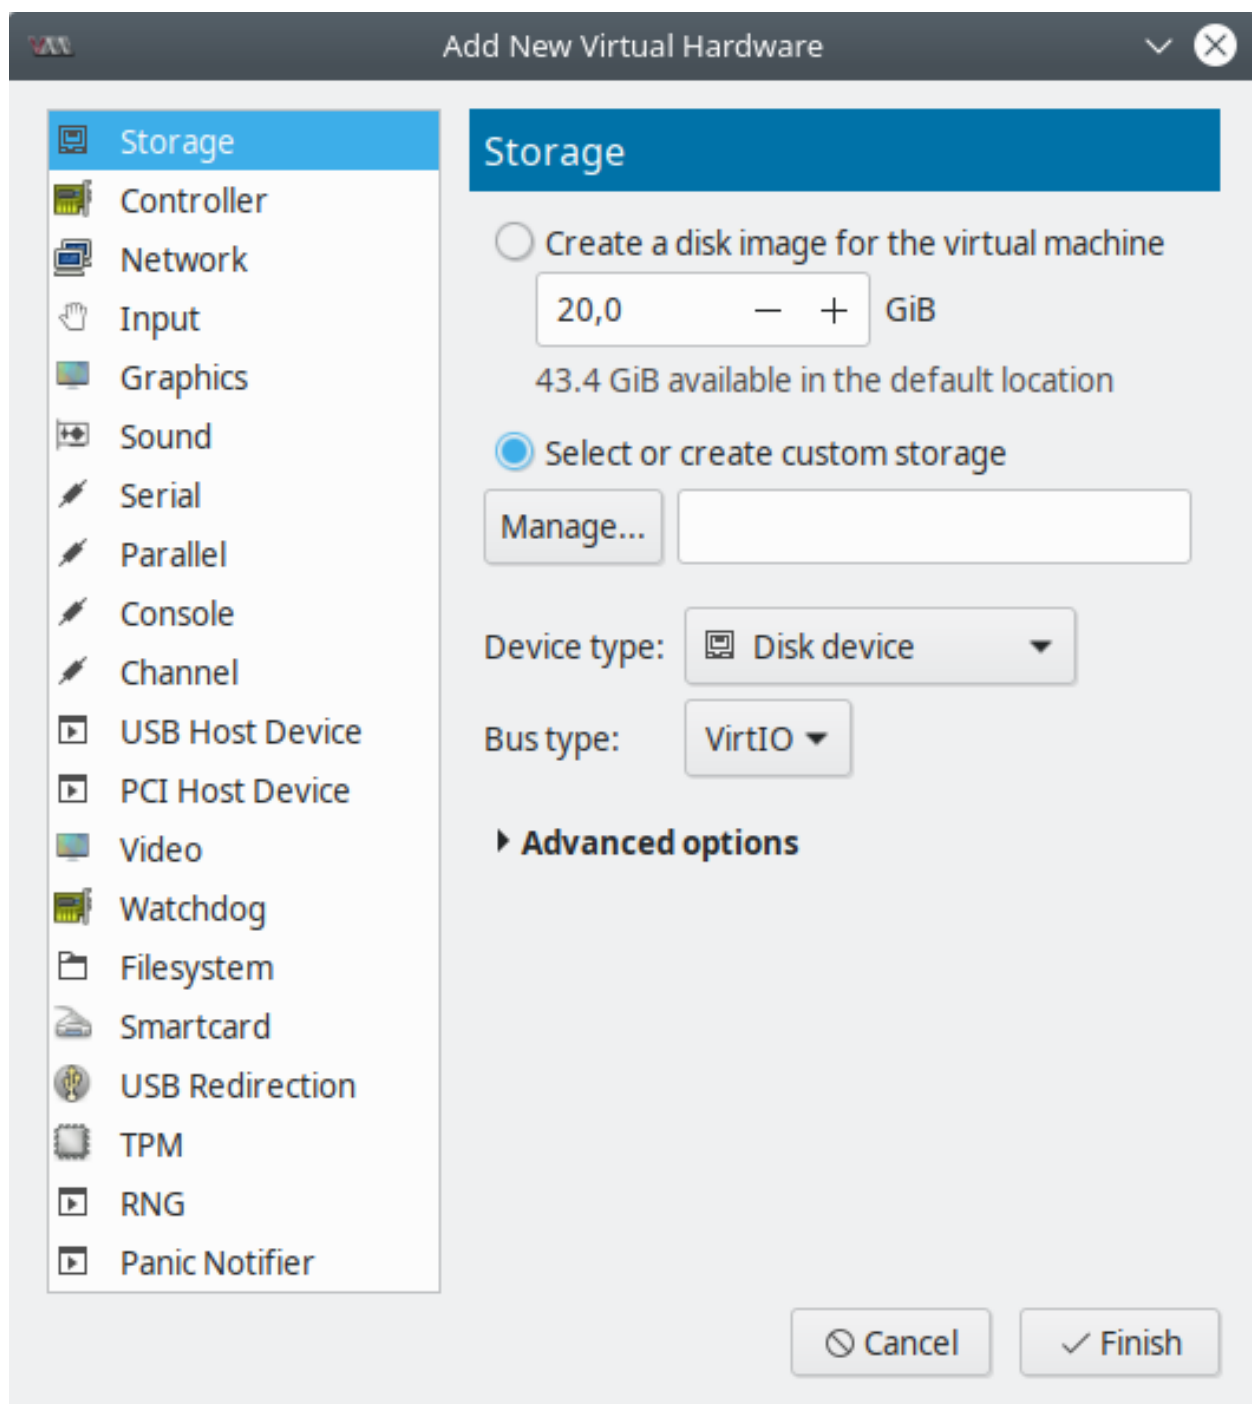 Add New Virtual Hardware
Storage
Controller
Network
Input
Graphics
Sound
Serial
Parallel
Console
Channel
USB Host Device
PCI Host Device
Video
Watchdog
Filesystem
Smartcard
USB Redirection
TPM
RNG
Panic Notifier
Storage
Create a disk image for the virtual machine
20,0 GiB
43.4 GiB available in the default location
Select or create custom storage
Manage...
Device type: Disk device
Bus type: VirtIO
Advanced options
Cancel Finish